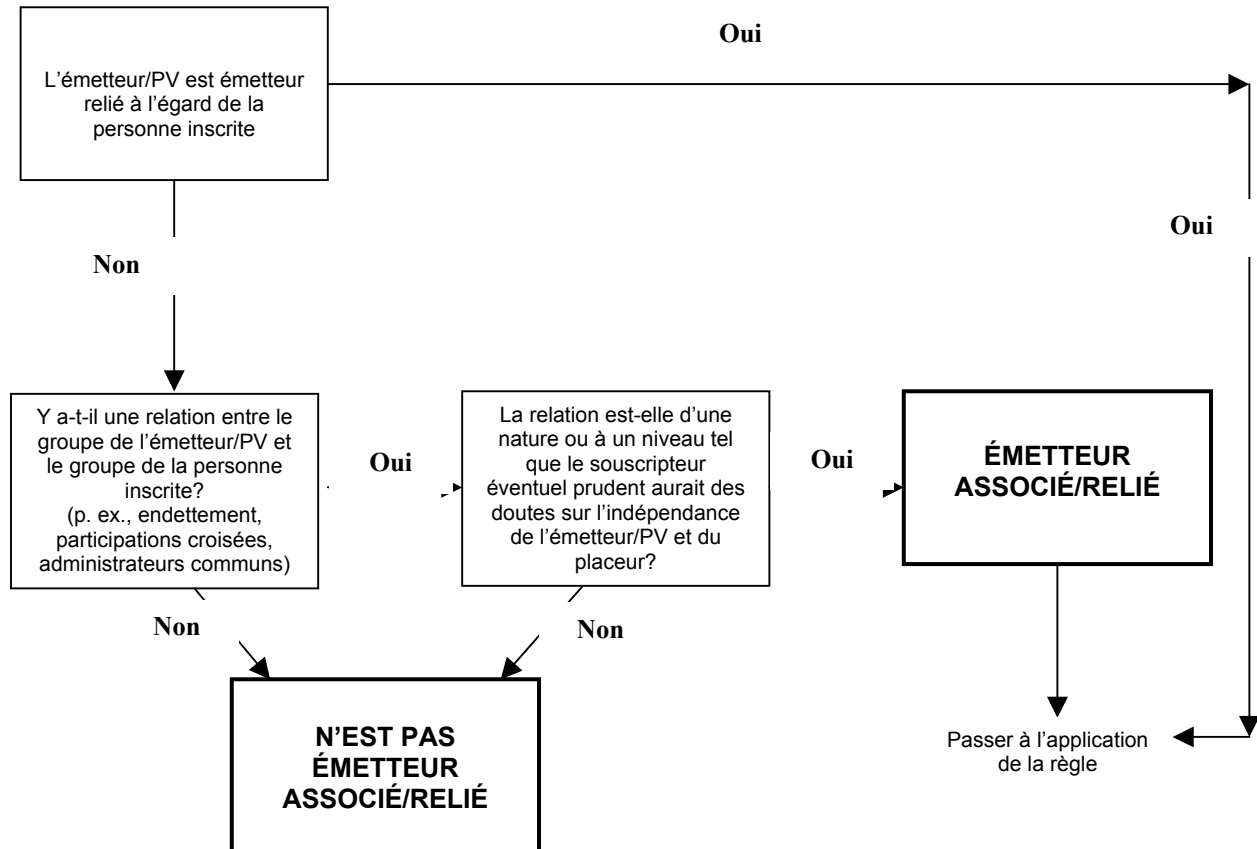 Oui
L’émetteur/PV est émetteur
relié à l’égard de la
personne inscrite
Oui
Non
Y a-t-il une relation entre le
groupe de l’émetteur/PV et
le groupe de la personne
inscrite?
(p. ex., endettement,
participations croisées,
administrateurs communs)
Oui
La relation est-elle d’une
nature ou à un niveau tel
que le souscripteur
éventuel prudent aurait des
doutes sur l’indépendance
de l’émetteur/PV et du
placeur?
Oui
ÉMETTEUR
ASSOCIÉ/RELIÉ
Non
Non
N’EST PAS
ÉMETTEUR
ASSOCIÉ/RELIÉ
Passer à l’application
de la règle